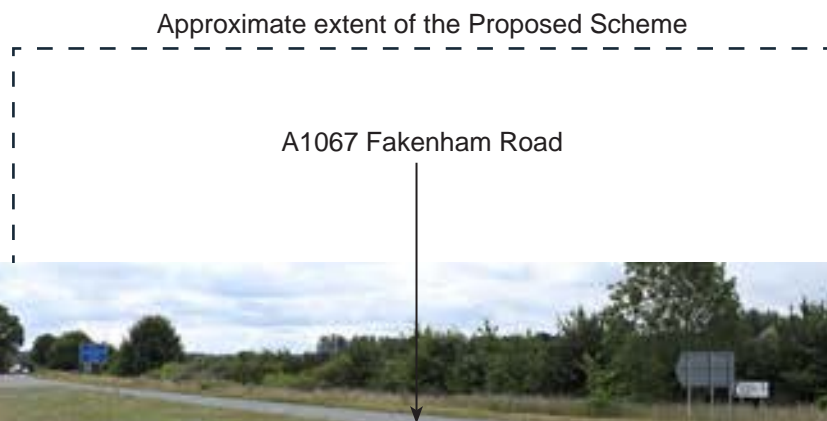 Approximate extent of the Proposed Scheme
A1067 Fakenham Road